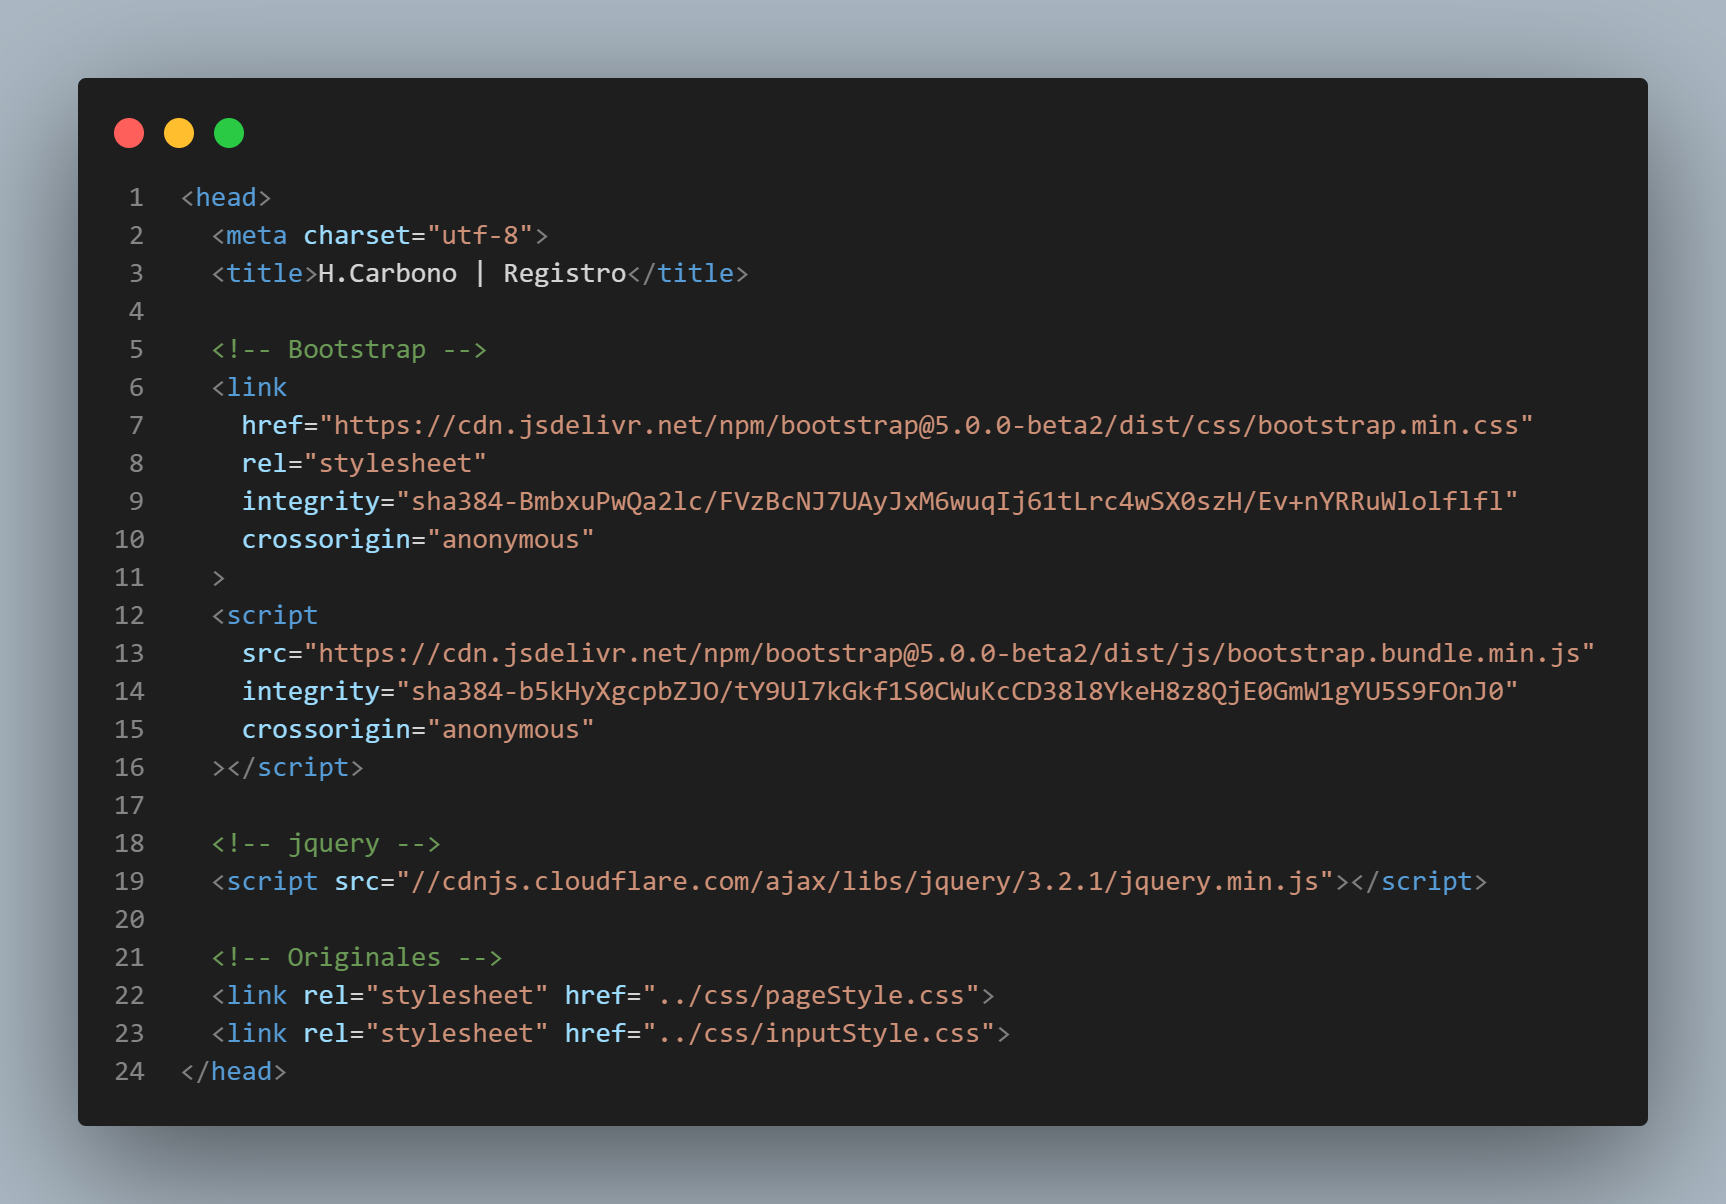 1 <head>
2   <meta charset="utf-8">
3   <title>H.Carbono | Registro</title>
4
5   <!-- Bootstrap -->
6   <link
7     href="https://cdn.jsdelivr.net/npm/bootstrap@5.0.0-beta2/dist/css/bootstrap.min.css"
8     rel="stylesheet"
9     integrity="sha384-BmbxuPwQa2lc/FVzBcNJ7UAyJxM6wuqIj61tLrc4wSX0szH/Ev+nYRRuWlolflfl"
10     crossorigin="anonymous"
11   >
12   <script
13     src="https://cdn.jsdelivr.net/npm/bootstrap@5.0.0-beta2/dist/js/bootstrap.bundle.min.js"
14     integrity="sha384-b5kHyXgcpbZJO/tY9Ul7kGkf1S0CWuKcCD38l8YkeH8z8QjE0GmW1gYU5S9FOnJ0"
15     crossorigin="anonymous"
16   ></script>
17
18   <!-- jquery -->
19   <script src="//cdnjs.cloudflare.com/ajax/libs/jquery/3.2.1/jquery.min.js"></script>
20
21   <!-- Originales -->
22   <link rel="stylesheet" href="../css/pageStyle.css">
23   <link rel="stylesheet" href="../css/inputStyle.css">
24 </head>